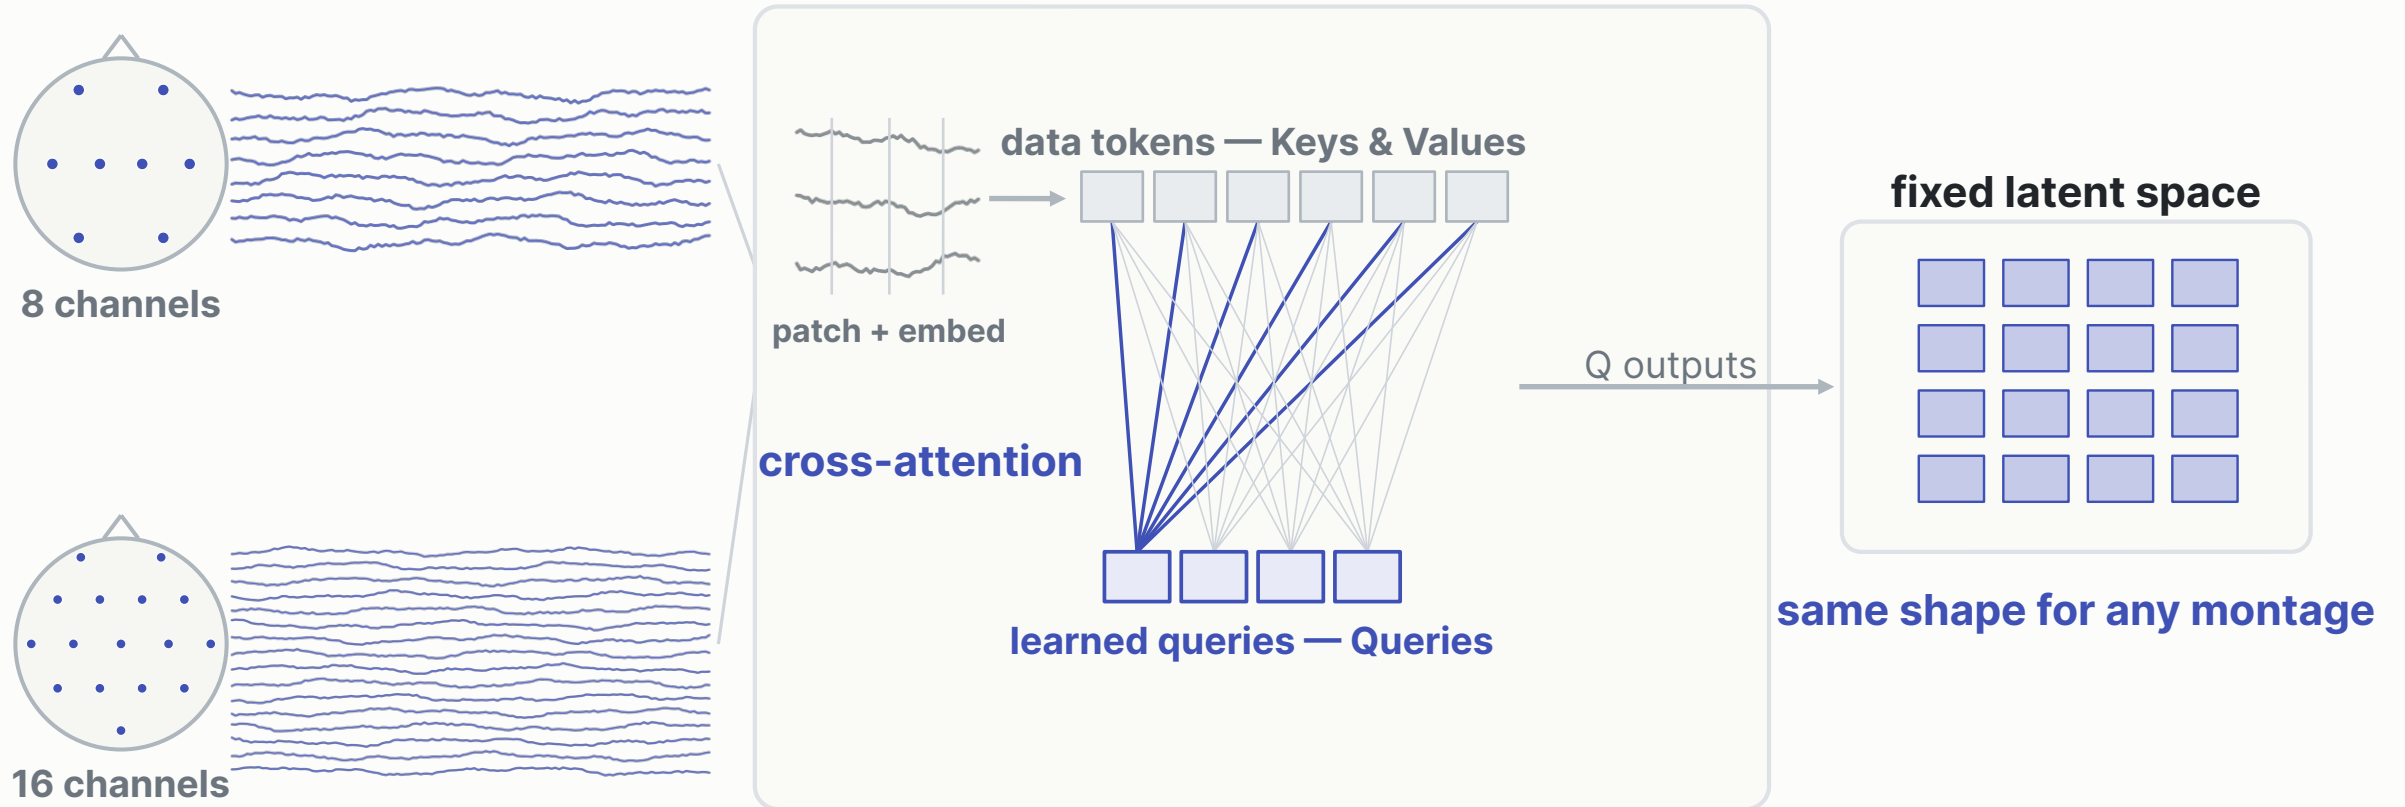 8 channels
16 channels
patch + embed
data tokens — Keys & Values
cross-attention
learned queries — Queries
Q outputs
fixed latent space
same shape for any montage